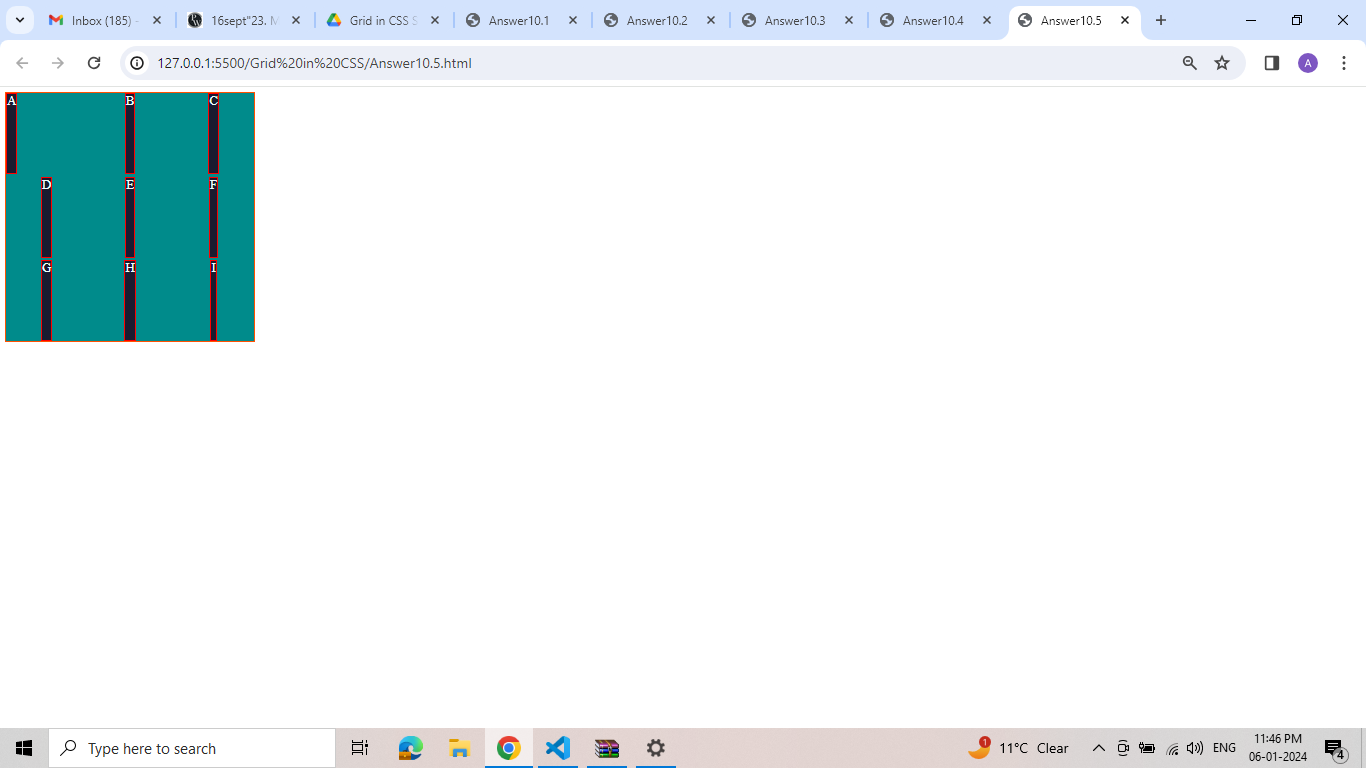 Inbox (185) -
16sept"23. M
Grid in CSS S
Answer10.1
Answer10.2
Answer10.3
Answer10.4
Answer10.5
127.0.0.1:5500/Grid%20in%20CSS/Answer10.5.html
A
A B C
D E F
G H I
Type here to search
1
11°C Clear
ENG
11:46 PM
06-01-2024
4